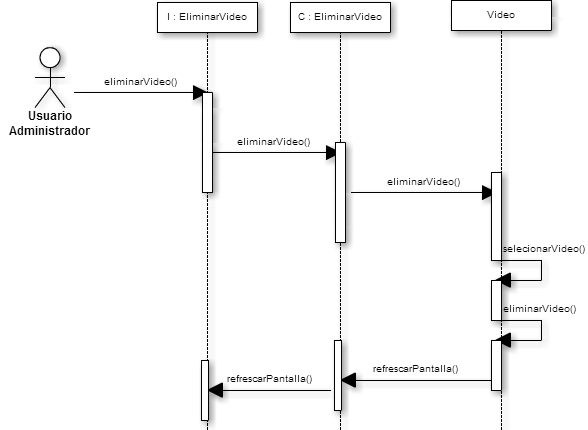 I : EliminarVideo
C : EliminarVideo
Video
eliminarVideo()
Usuario
Administrador
eliminarVideo()
eliminarVideo()
selecionarVideo()
eliminarVideo()
refrescarPantalla()
refrescarPantalla()